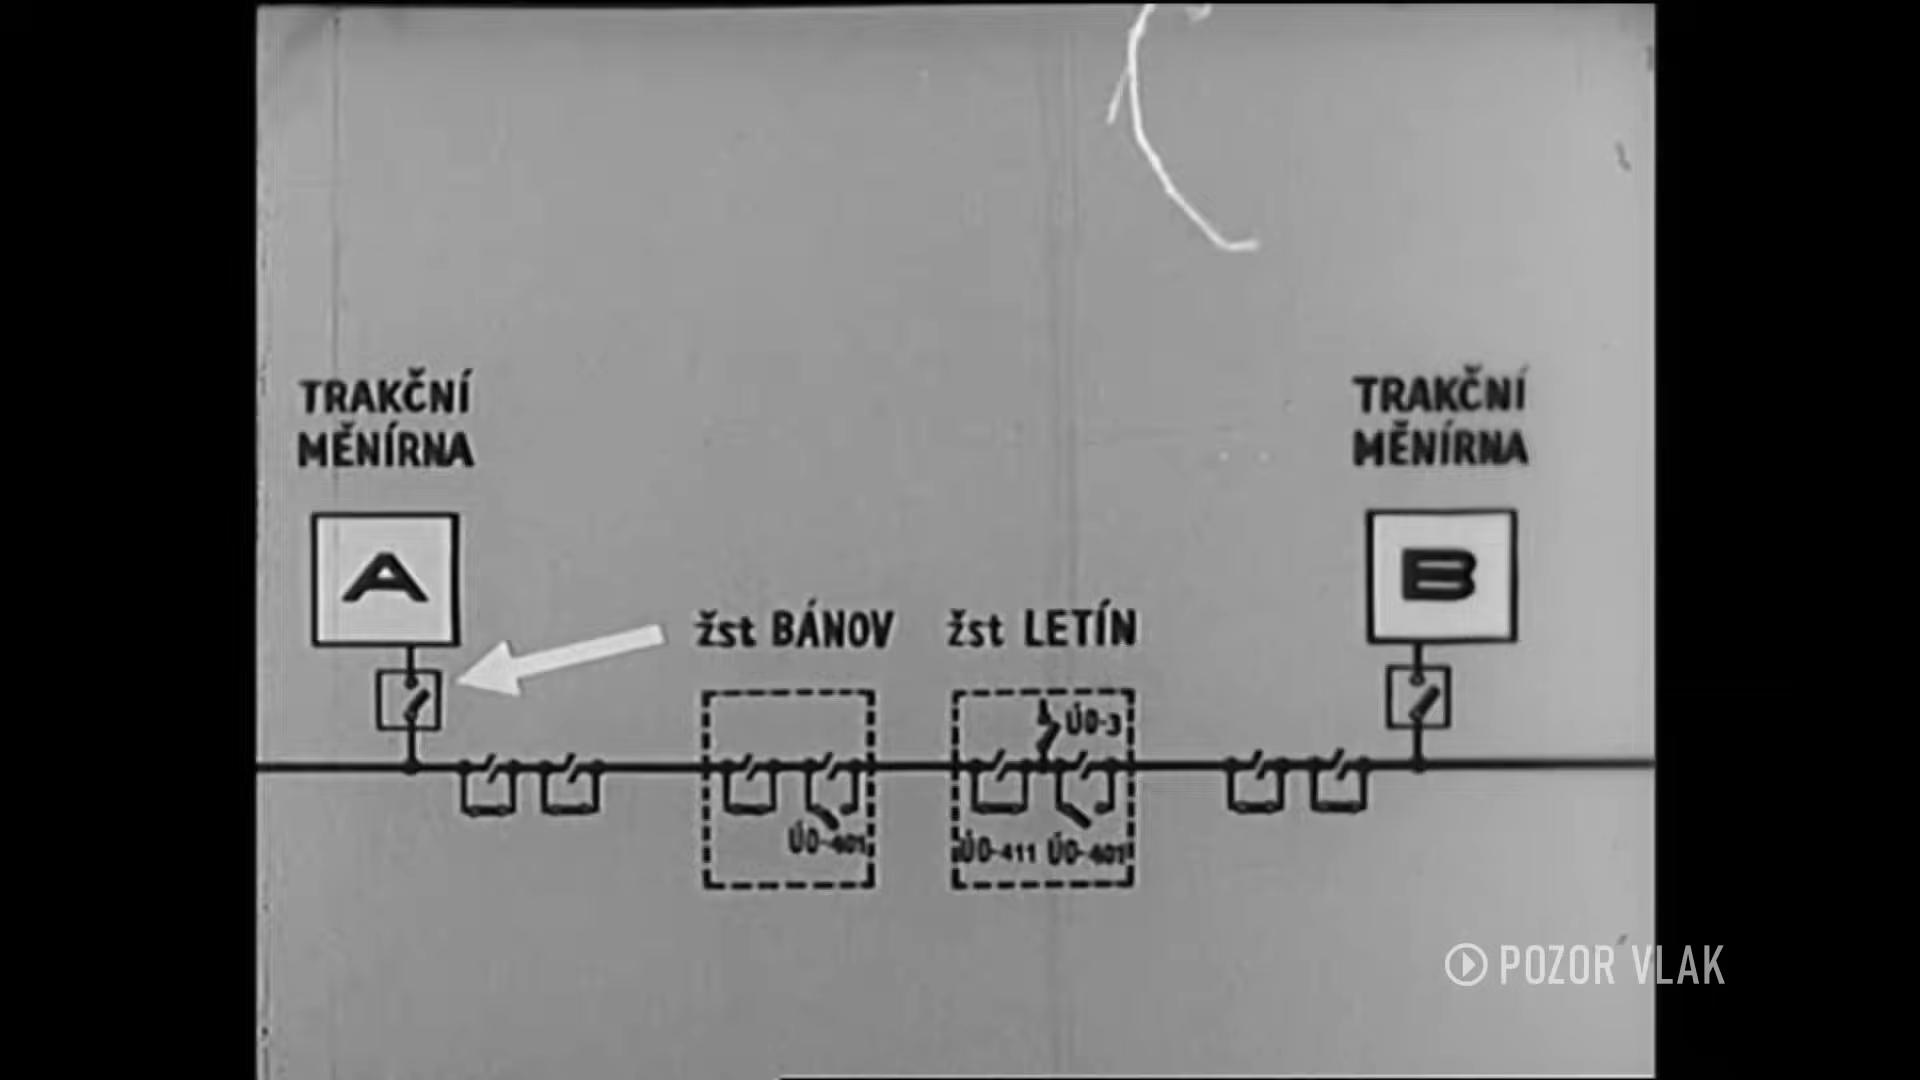 TRAKČNÍ
MĚNÍRNA
A
TRAKČNÍ
MĚNÍRNA
B
žst BÁNOV
žst LETÍN
ÚO-3
ÚO-401
ÚO-411 ÚO-401
POZOR VLAK